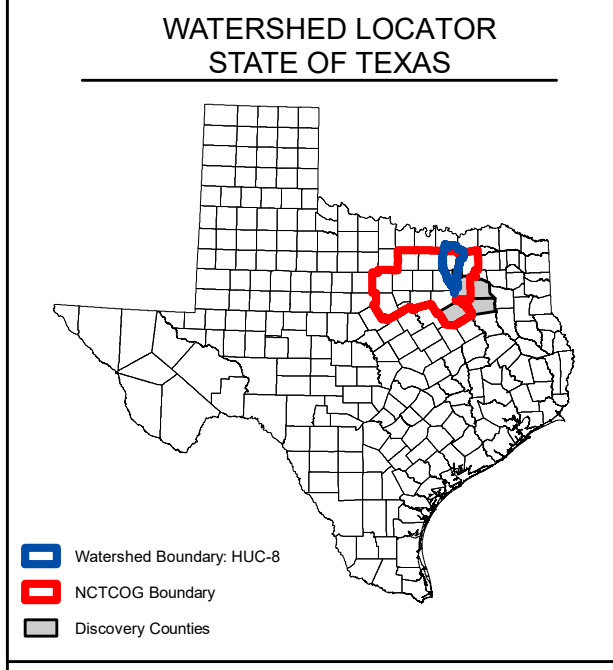 WATERSHED LOCATOR
STATE OF TEXAS
Watershed Boundary: HUC-8
NCTCOG Boundary
Discovery Counties